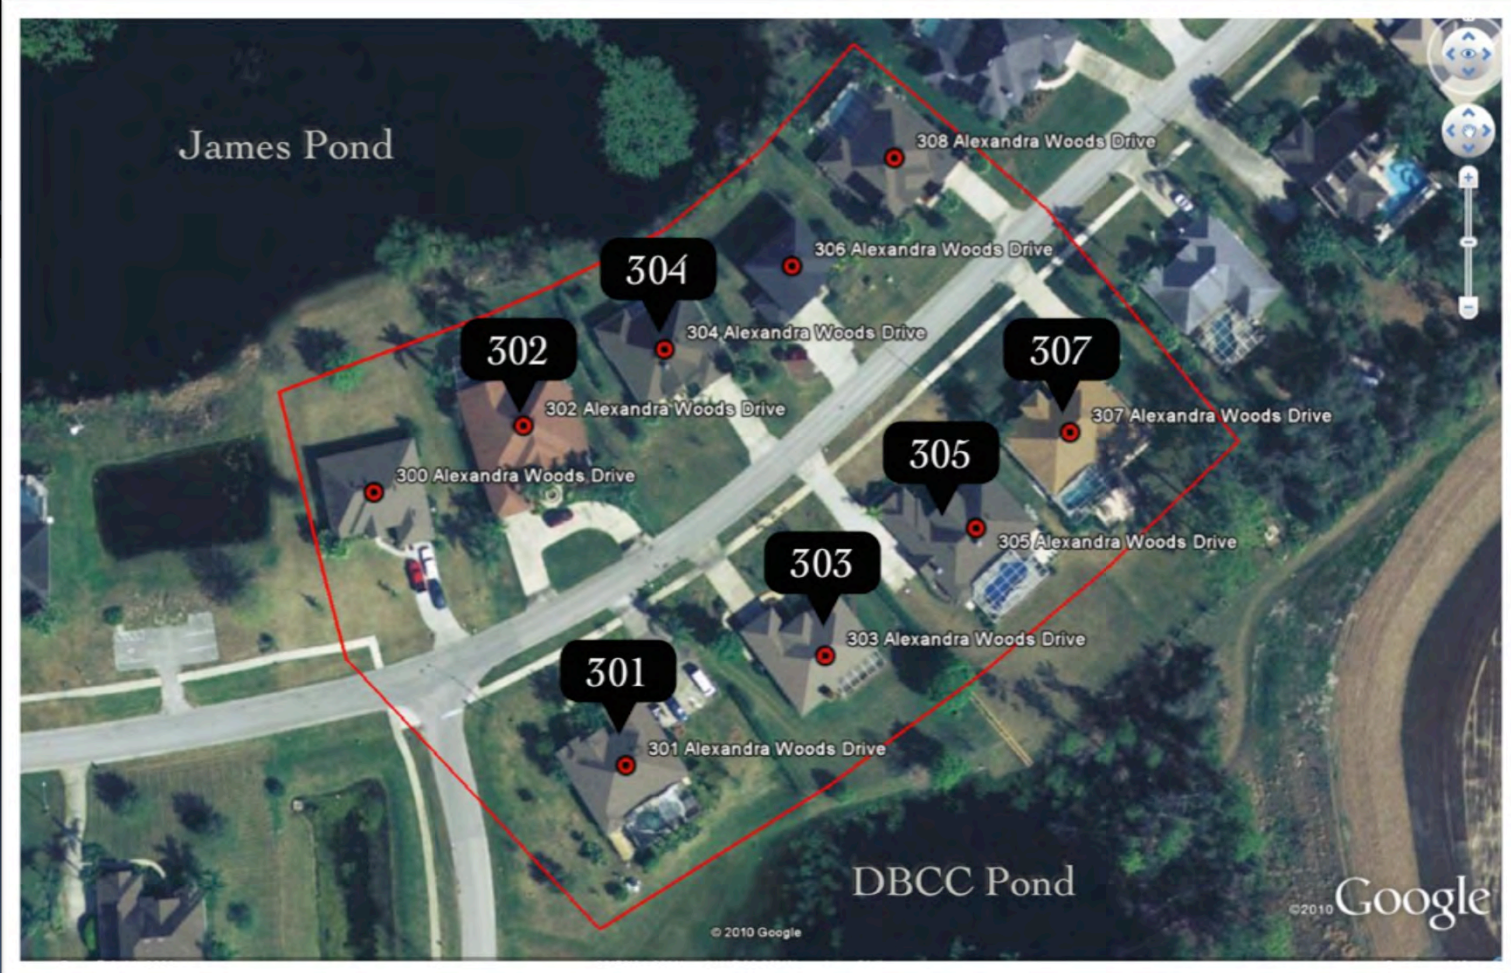 James Pond
308 Alexandra Woods Drive
306 Alexandra Woods Drive
304
304 Alexandra Woods Drive
302
302 Alexandra Woods Drive
307
307 Alexandra Woods Drive
300 Alexandra Woods Drive
305
305 Alexandra Woods Drive
303
303 Alexandra Woods Drive
301
301 Alexandra Woods Drive
DBCC Pond
©2010 Google
© 2010 Google